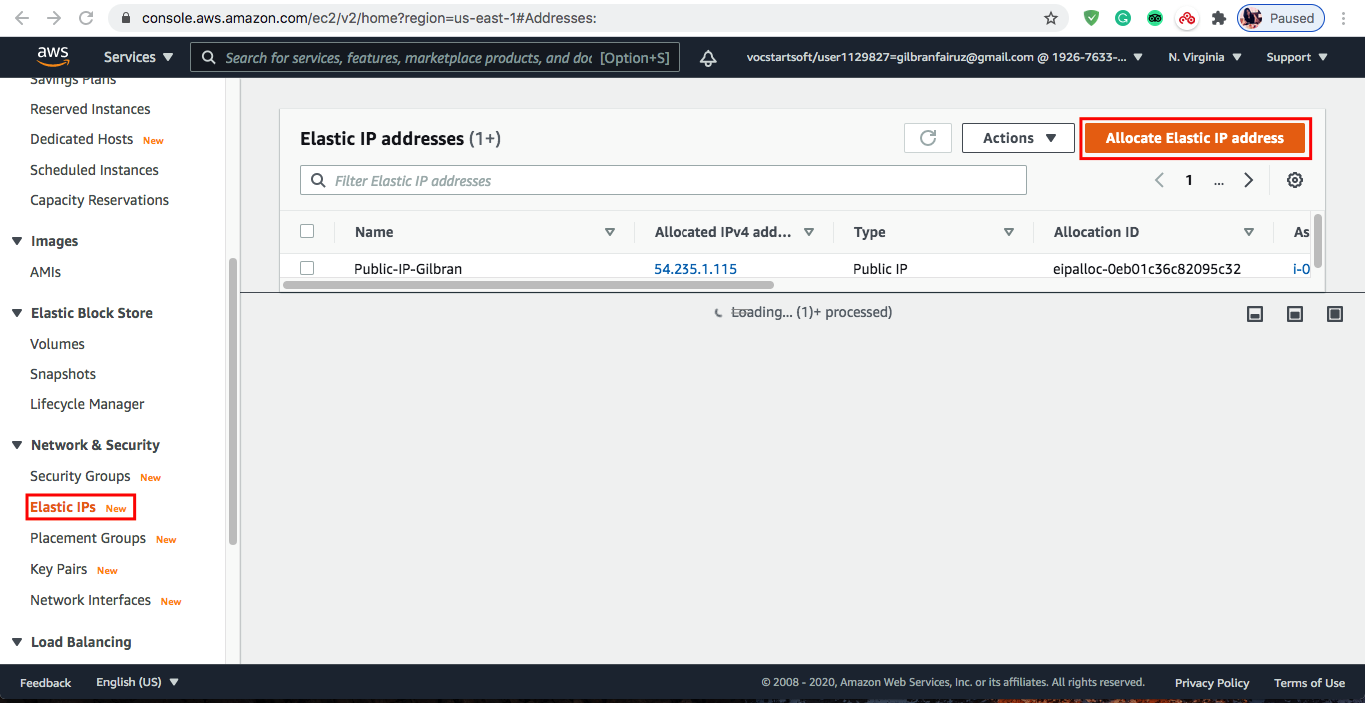 console.aws.amazon.com/ec2/v2/home?region=us-east-1#Addresses:
Paused
aws
Services
Search for services, features, marketplace products, and doc [Option+S]
vocstartsoft/user1129827=gilbranfairuz@gmail.com @ 1926-7633-...
N. Virginia
Support
Savings Plans
Reserved Instances
Dedicated Hosts New
Scheduled Instances
Capacity Reservations
Images
AMIs
Elastic Block Store
Volumes
Snapshots
Lifecycle Manager
Network & Security
Security Groups New
Elastic IPs New
Placement Groups New
Key Pairs New
Network Interfaces New
Load Balancing
Elastic IP addresses (1+)
Actions
Allocate Elastic IP address
Filter Elastic IP addresses
1 ...
Name Allocated IPv4 add... Type Allocation ID As
Public-IP-Gilbran 54.235.1.115 Public IP eipalloc-0eb01c36c82095c32 i-0
Loading... (1)+ processed)
Feedback English (US) © 2008 - 2020, Amazon Web Services, Inc. or its affiliates. All rights reserved. Privacy Policy Terms of Use